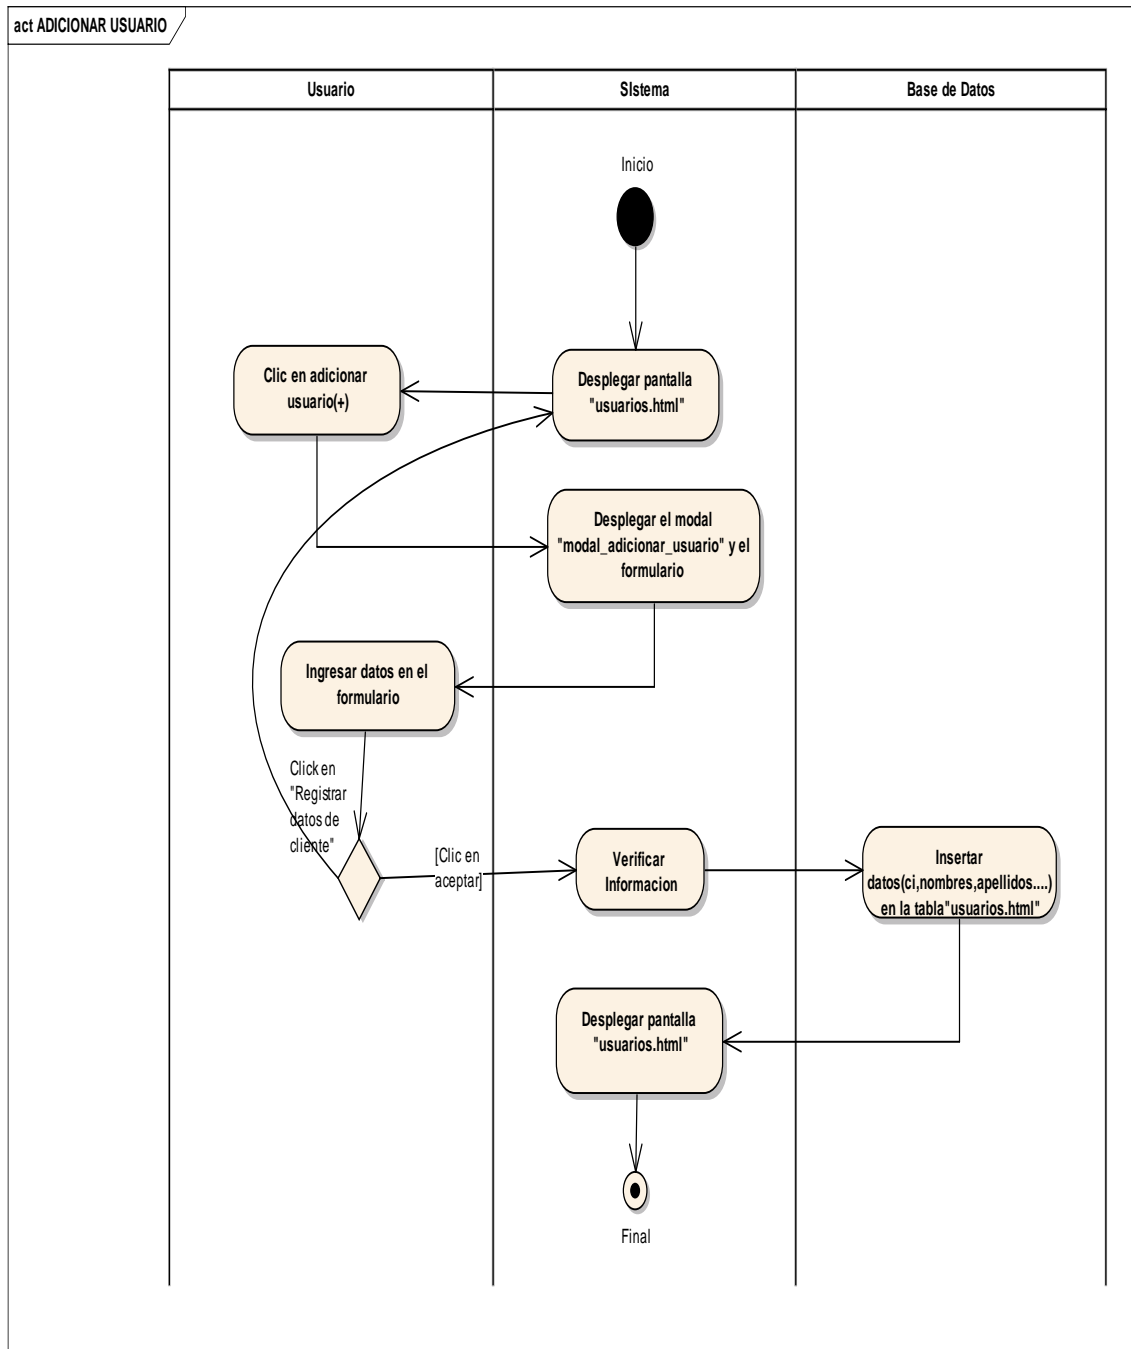 act ADICIONAR USUARIO
Usuario
SIstema
Base de Datos
Inicio
Clic en adicionar
usuario(+)
Desplegar pantalla
"usuarios.html"
Desplegar el modal
"modal_adicionar_usuario" y el
formulario
Ingresar datos en el
formulario
Click en
"Registrar
datos de
cliente"
[Clic en
aceptar]
Verificar
Informacion
Insertar
datos(ci,nombres,apellidos....)
en la tabla"usuarios.html"
Desplegar pantalla
"usuarios.html"
Final